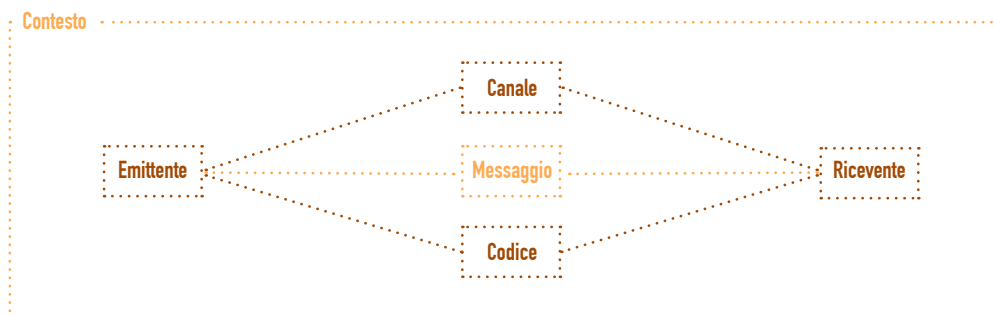 Contesto
Canale
Emittente
Messaggio
Ricevente
Codice